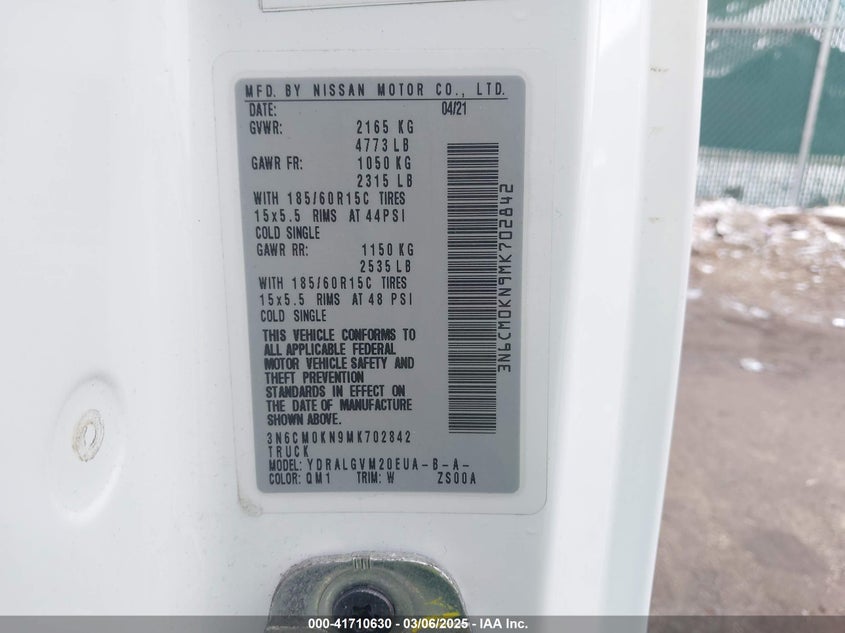 MFD. BY NISSAN MOTOR CO., LTD.
DATE: 04/21
GVWR: 2165 KG
4773 LB
GAWR FR: 1050 KG
2315 LB
WITH 185/60R15C TIRES
15x5.5 RIMS AT 44PSI
COLD SINGLE
GAWR RR: 1150 KG
2535 LB
WITH 185/60R15C TIRES
15x5.5 RIMS AT 48 PSI
COLD SINGLE
THIS VEHICLE CONFORMS TO
ALL APPLICABLE FEDERAL
MOTOR VEHICLE SAFETY AND
THEFT PREVENTION
STANDARDS IN EFFECT ON
THE DATE OF MANUFACTURE
SHOWN ABOVE.
3N6CM0KN9MK702842
TRUCK
MODEL: YDRALGVM20EUA-B-A-
COLOR: QM1 TRIM: W ZS00A
3N6CM0KN9MK702842
000-41710630 - 03/06/2025 - IAA Inc.